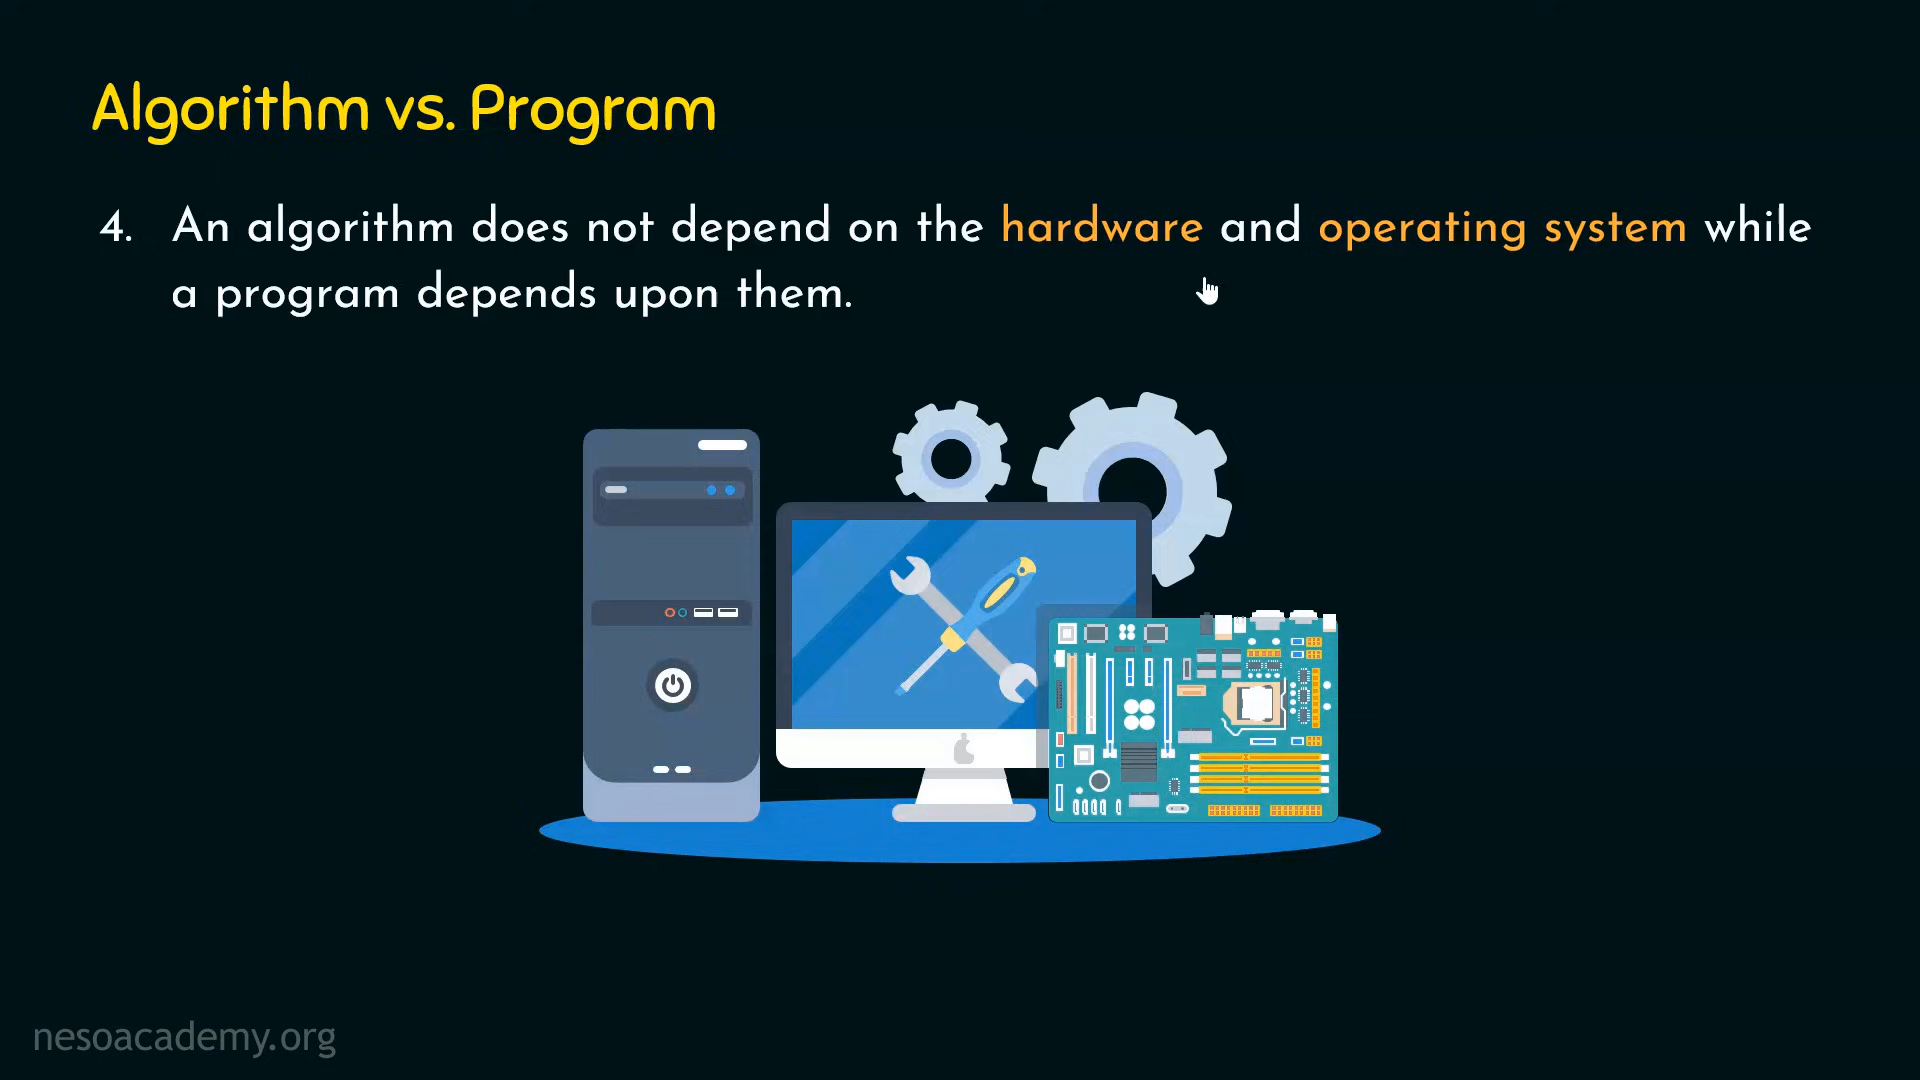 Algorithm vs. Program
4. An algorithm does not depend on the hardware and operating system while
a program depends upon them.
nesoacademy.org